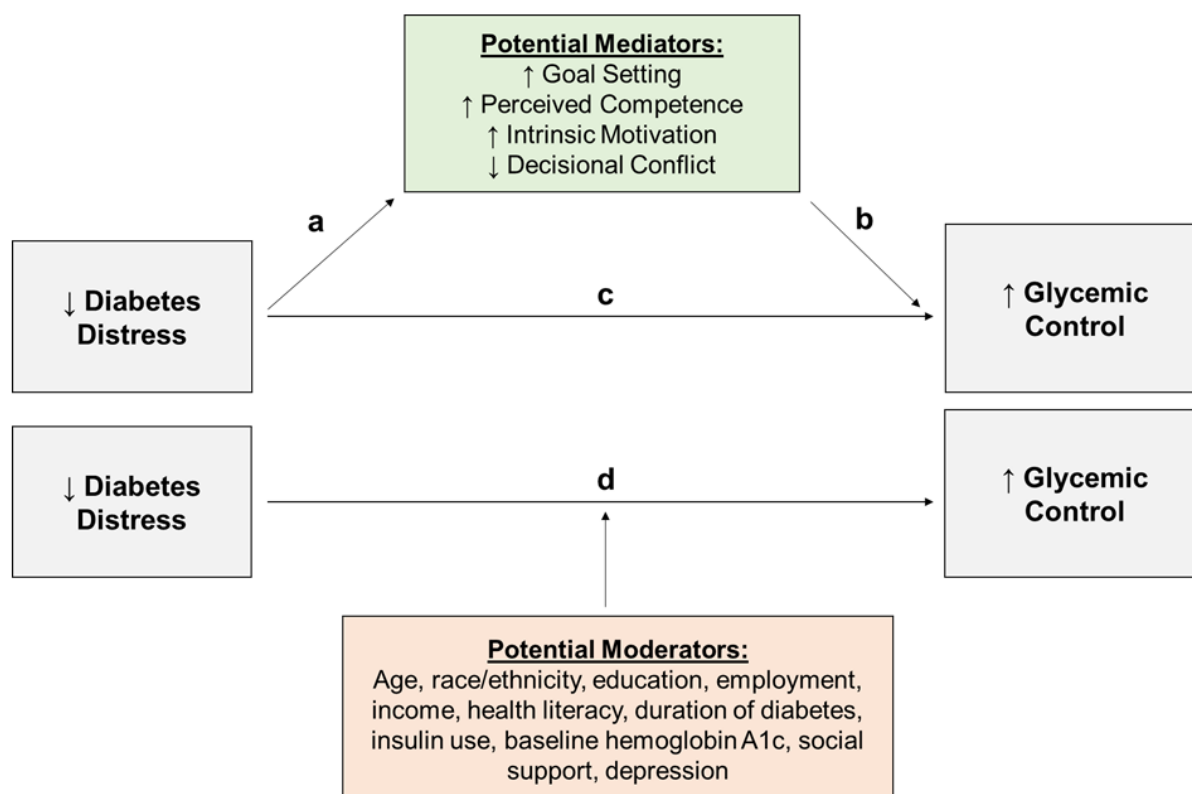 Potential Mediators:
↑ Goal Setting
↑ Perceived Competence
↑ Intrinsic Motivation
↓ Decisional Conflict
a
b
↓ Diabetes
Distress
c
↑ Glycemic
Control
↓ Diabetes
Distress
d
↑ Glycemic
Control
Potential Moderators:
Age, race/ethnicity, education, employment,
income, health literacy, duration of diabetes,
insulin use, baseline hemoglobin A1c, social
support, depression